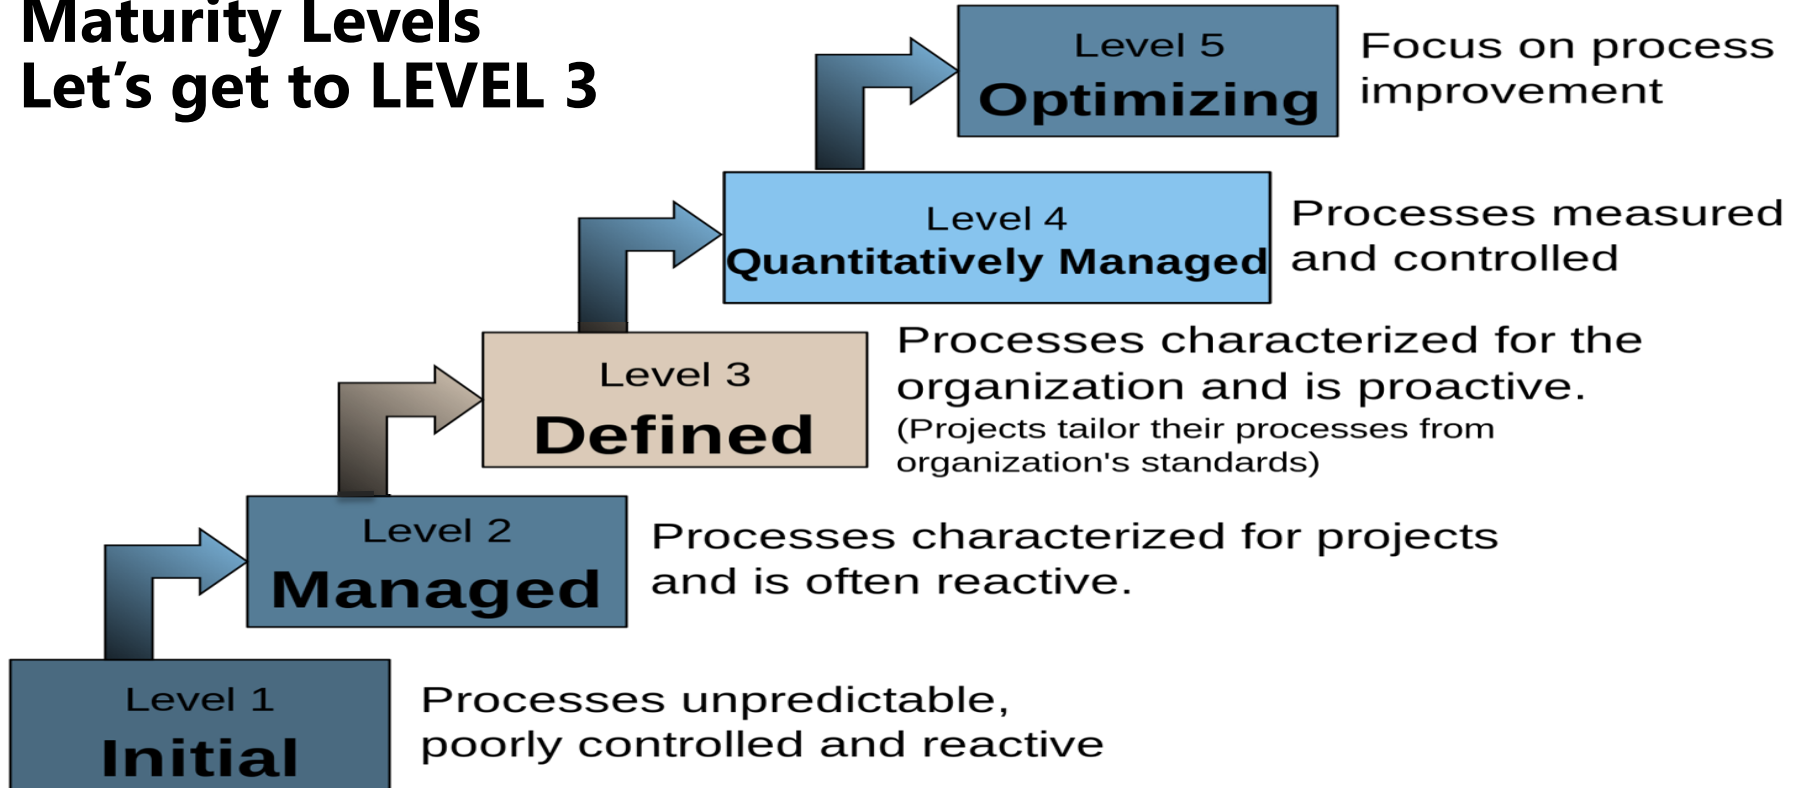 Maturity Levels
Let’s get to LEVEL 3
Level 5
Optimizing
Focus on process
improvement
Level 4
Quantitatively Managed
Processes measured
and controlled
Level 3
Defined
Processes characterized for the
organization and is proactive.
(Projects tailor their processes from
organization's standards)
Level 2
Managed
Processes characterized for projects
and is often reactive.
Level 1
Initial
Processes unpredictable,
poorly controlled and reactive